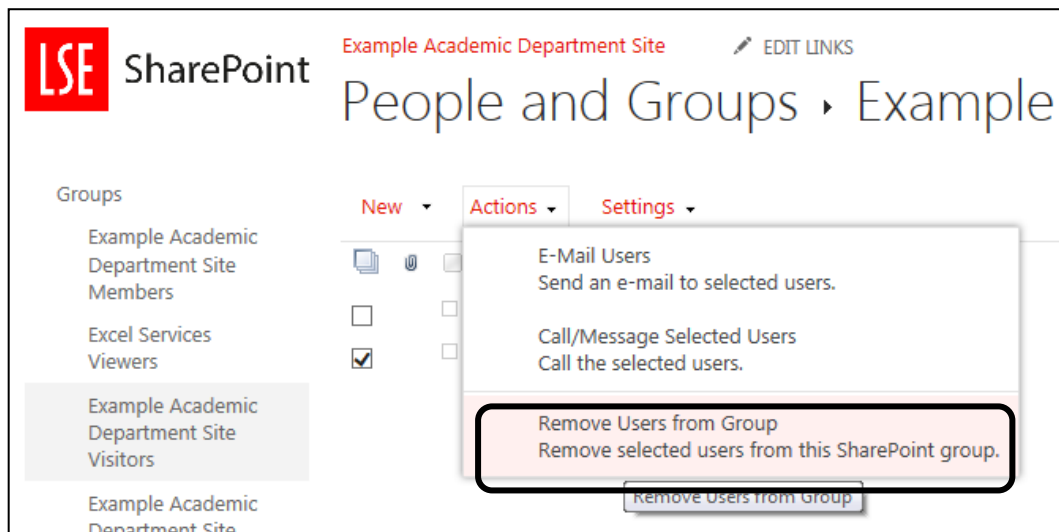 LSE SharePoint
Example Academic Department Site
EDIT LINKS
People and Groups ▸ Example
Groups
Example Academic
Department Site
Members
Excel Services
Viewers
Example Academic
Department Site
Visitors
Example Academic
Department Site
New
Actions
Settings
E-Mail Users
Send an e-mail to selected users.
Call/Message Selected Users
Call the selected users.
Remove Users from Group
Remove selected users from this SharePoint group.
Remove Users from Group